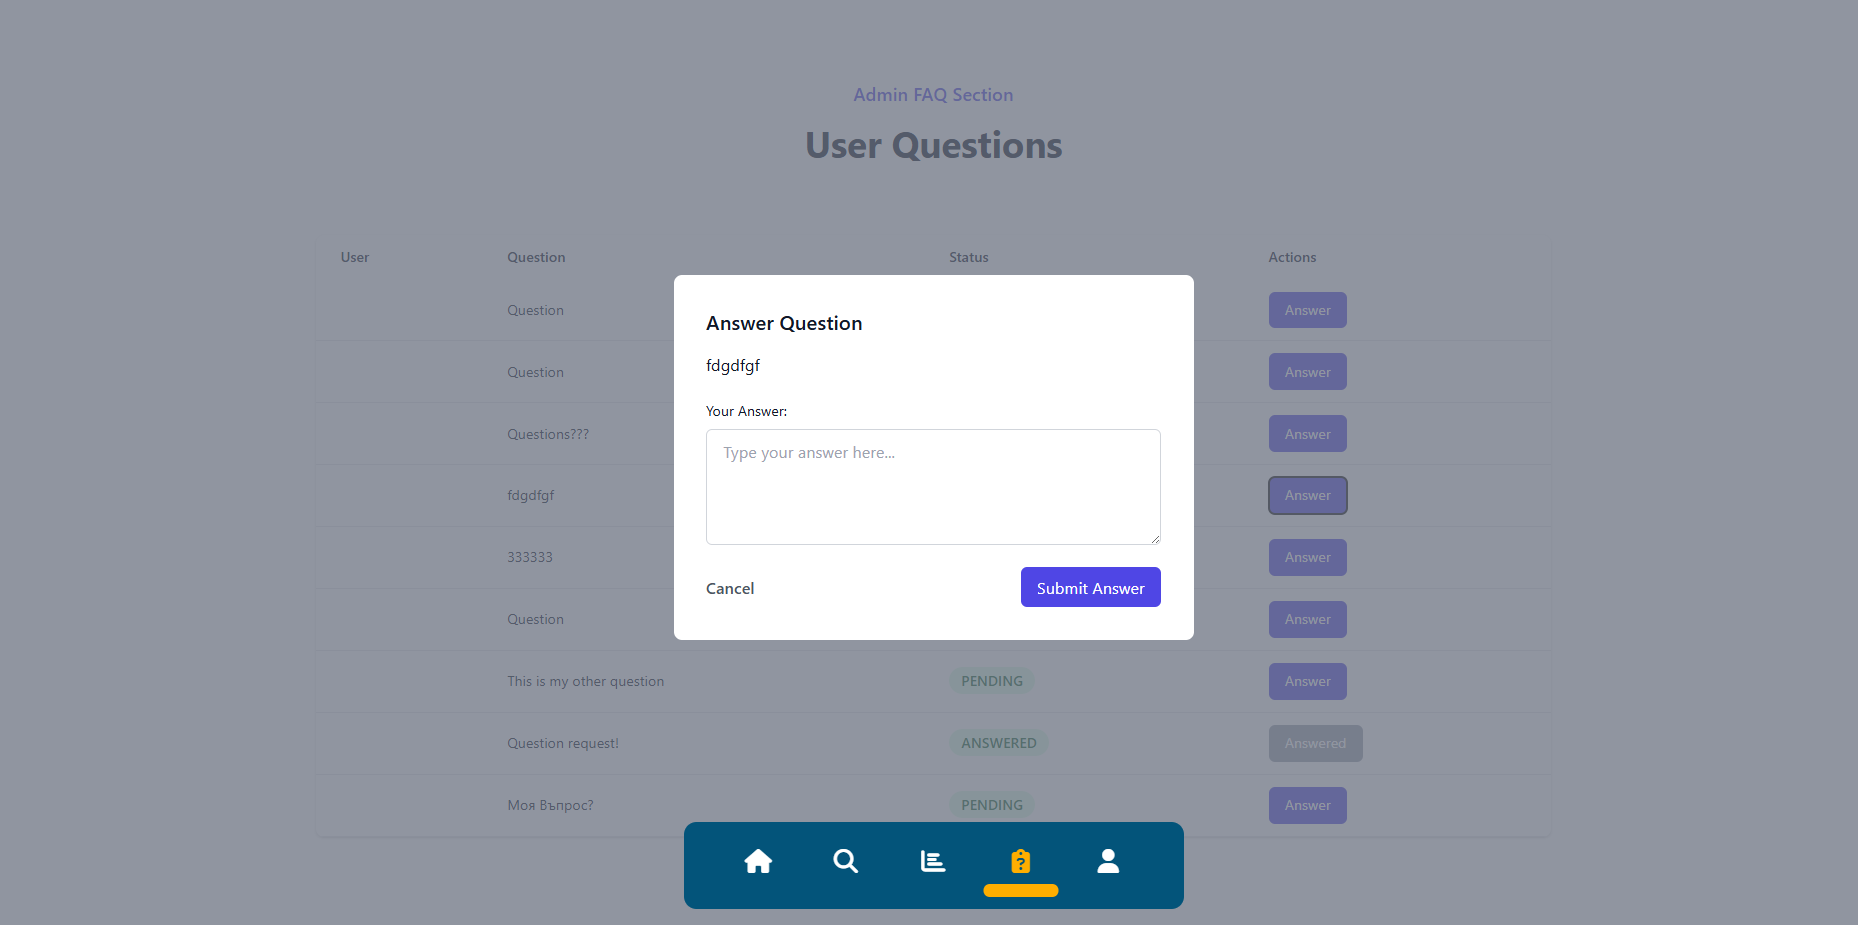 Admin FAQ Section
User Questions
User Question Status Actions
Question Answer
Question Answer
Questions??? Answer
fdgdfgf Answer
333333 Answer
Question Answer
This is my other question PENDING Answer
Question request! ANSWERED Answered
Моя Въпрос? PENDING Answer
Answer Question
fdgdfgf
Your Answer:
Type your answer here...
Cancel Submit Answer